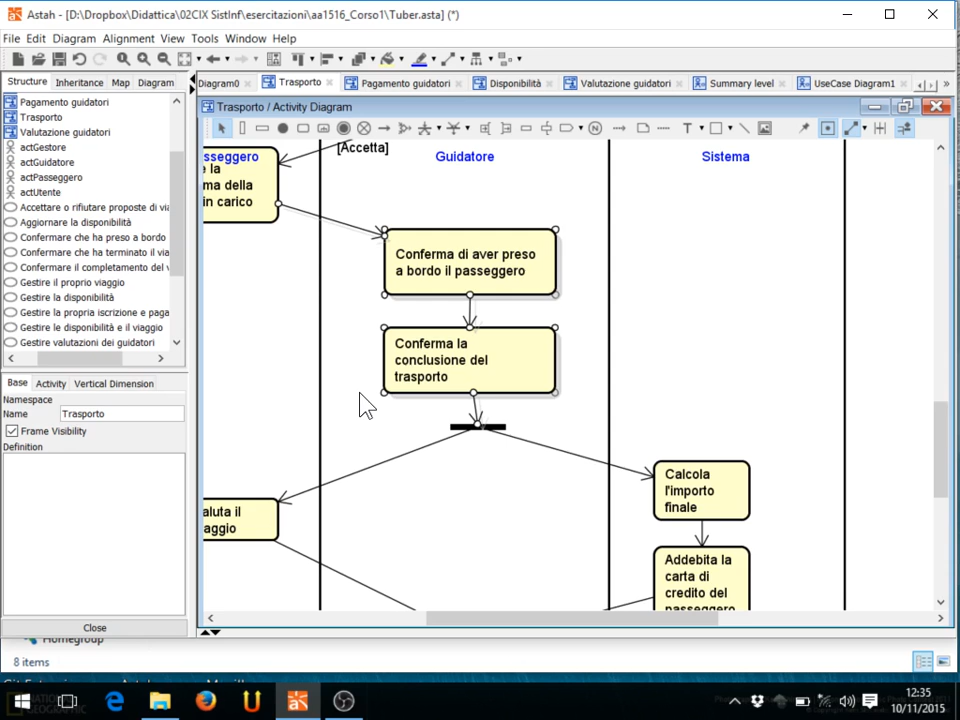 Astah - [D:\Dropbox\Didattica\02CIX SistInf\esercitazioni\aa1516_Corso1\Tuber.asta] (*)
File Edit Diagram Alignment View Tools Window Help
Structure Inheritance Map Diagram
Diagram0 Trasporto Pagamento guidatori Disponibilità Valutazione guidatori Summary level UseCase Diagram1
Trasporto / Activity Diagram
Pagamento guidatori
Trasporto
Valutazione guidatori
actGestore
actGuidatore
actPasseggero
actUtente
Accettare o rifiutare proposte di via
Aggiornare la disponibilità
Confermare che ha preso a bordo
Confermare che ha terminato il via
Confermare il completamento del v
Gestire il proprio viaggio
Gestire la disponibilità
Gestire la propria iscrizione e paga
Gestire le disponibilità e il viaggio
Gestire valutazioni dei guidatori
Base Activity Vertical Dimension
Namespace
Name Trasporto
Frame Visibility
Definition
Close
[Accetta]
sseggero
Guidatore
Sistema
e la
ma della
in carico
Conferma di aver preso
a bordo il passeggero
Conferma la
conclusione del
trasporto
Calcola
l'importo
finale
aluta il
aggio
Addebita la
carta di
credito del
passeggero
Homegroup
8 items
12:35
10/11/2015